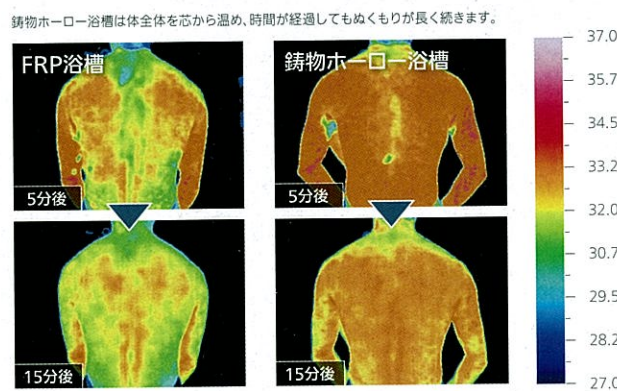 鋳物ホーロー浴槽は体全体を芯から温め、時間が経過してもぬくもりが長く続きます。
FRP浴槽
鋳物ホーロー浴槽
5分後
5分後
15分後
15分後
37.0
35.7
34.5
33.2
32.0
30.7
29.5
28.2
27.0